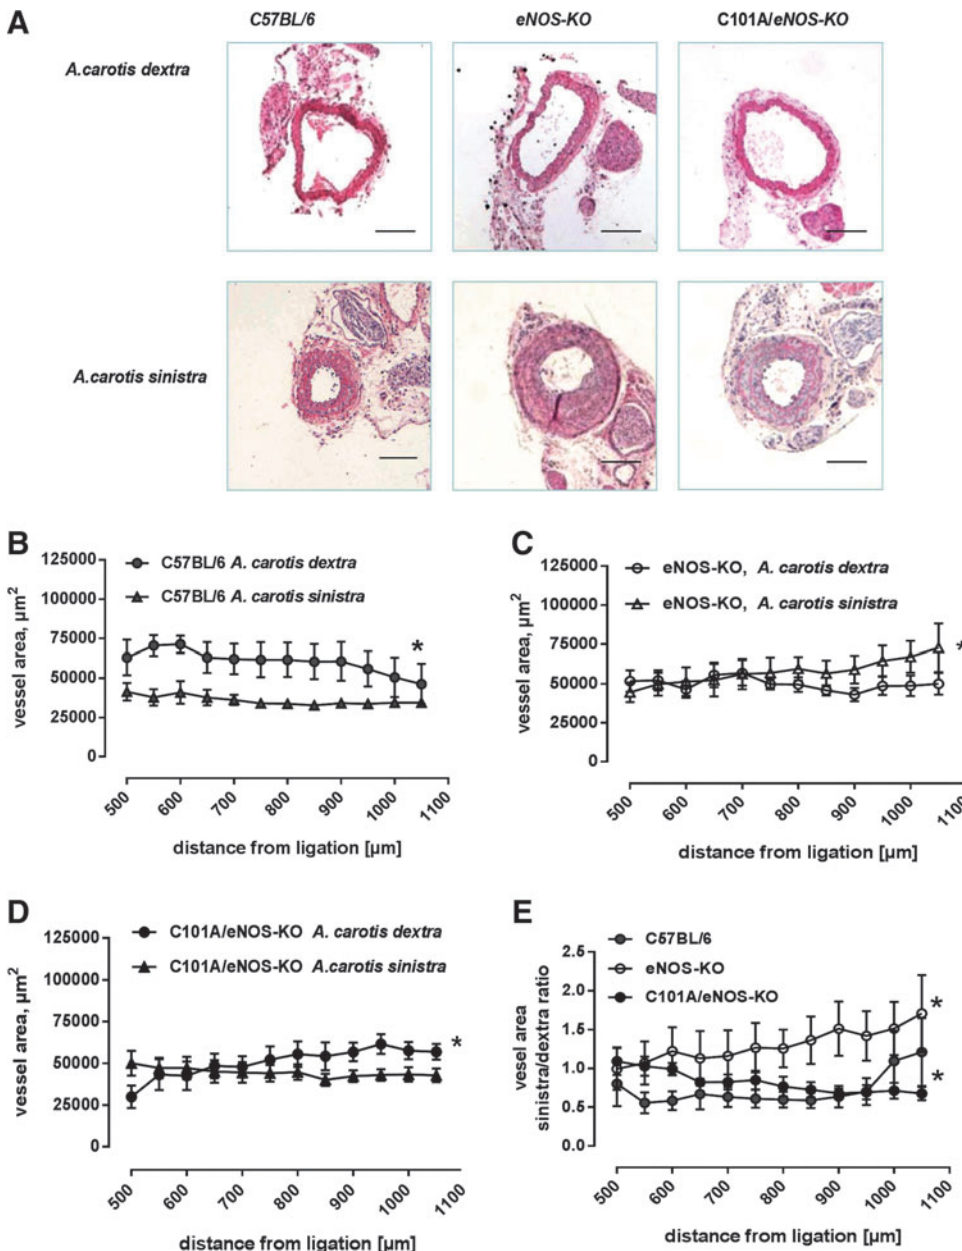 A
C57BL/6 eNOS-KO C101A/eNOS-KO
A.carotis dextra
A.carotis sinistra
B
125000
100000
75000
50000
25000
0
vessel area, µm²
C57BL/6 A. carotis dextra
C57BL/6 A. carotis sinistra
*
500 600 700 800 900 1000 1100
distance from ligation [µm]
C
125000
100000
75000
50000
25000
0
vessel area, µm²
eNOS-KO, A. carotis dextra
eNOS-KO, A. carotis sinistra
*
500 600 700 800 900 1000 1100
distance from ligation [µm]
D
125000
100000
75000
50000
25000
0
vessel area, µm²
C101A/eNOS-KO A. carotis dextra
C101A/eNOS-KO A.carotis sinistra
*
500 600 700 800 900 1000 1100
distance from ligation [µm]
E
2.5
2.0
1.5
1.0
0.5
0.0
vessel area
sinistra/dextra ratio
C57BL/6
eNOS-KO
C101A/eNOS-KO
*
*
500 600 700 800 900 1000 1100
distance from ligation [µm]